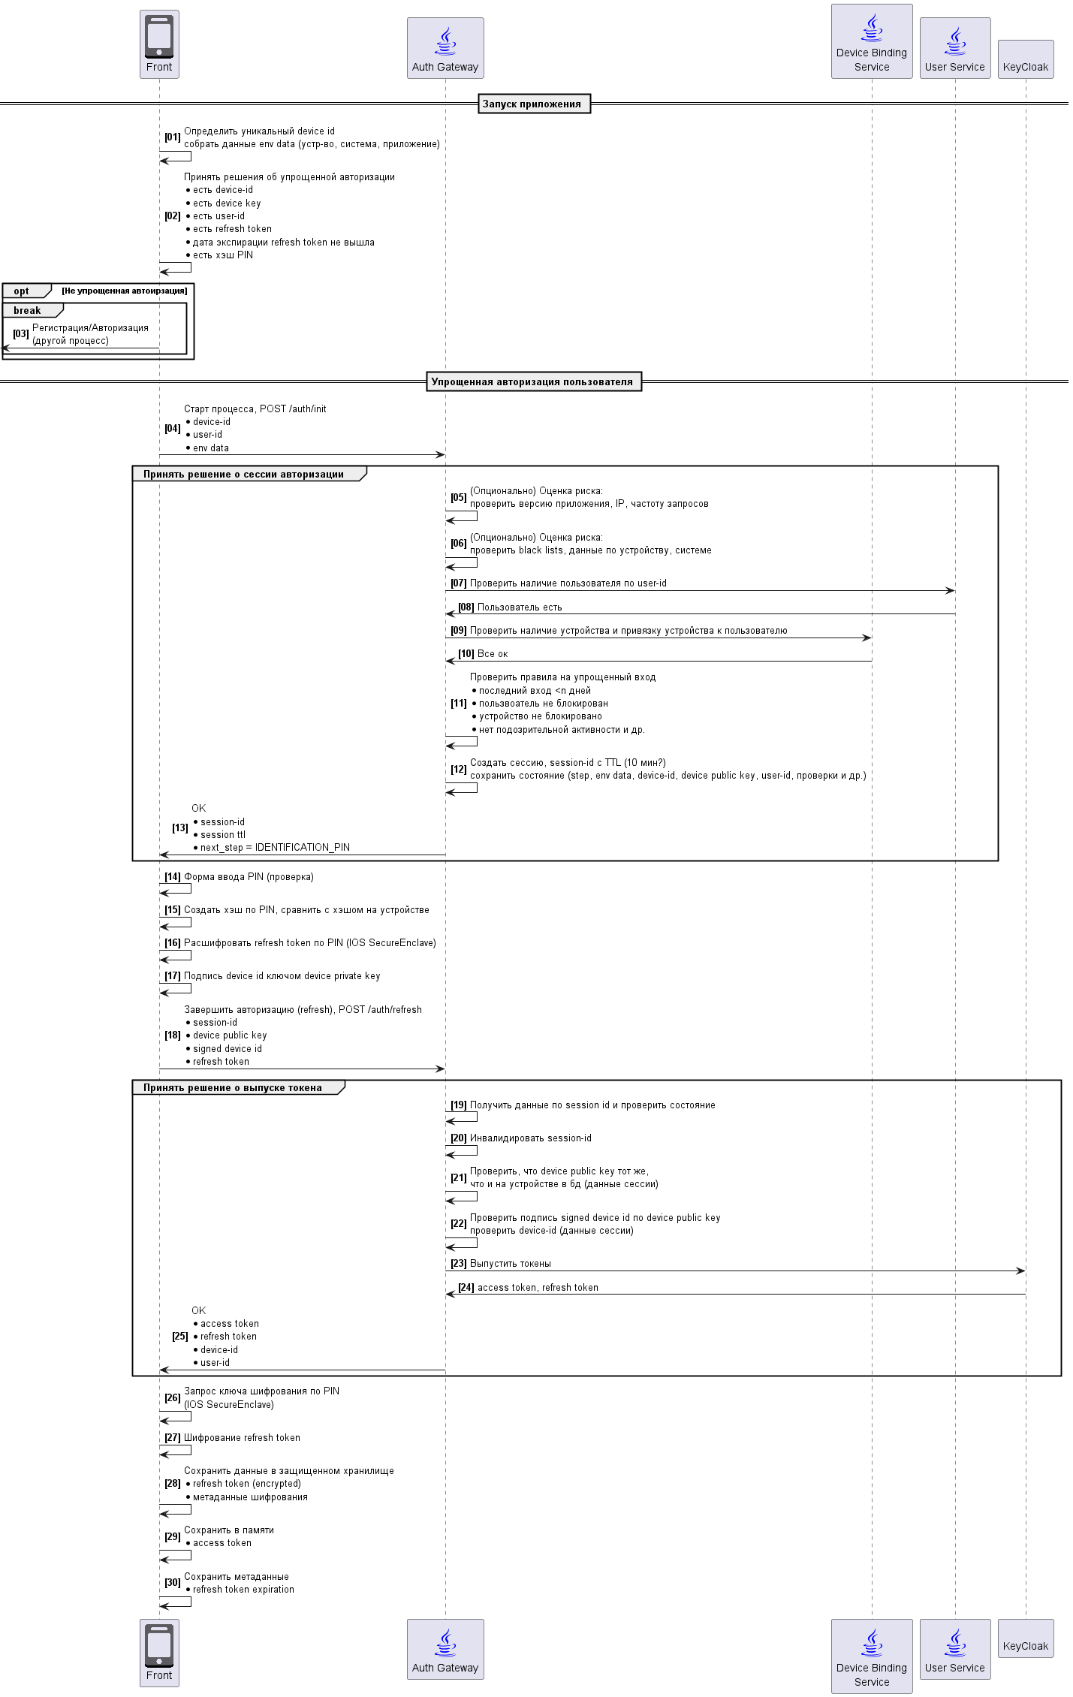 Front
Auth Gateway
Device Binding
Service
User Service
KeyCloak
Запуск приложения
[01] Определить уникальный device id
собрать данные env data (устр-во, система, приложение)
Принять решения об упрощенной авторизации
• есть device-id
• есть device key
[02] • есть user-id
• есть refresh token
• дата экспирации refresh token не вышла
• есть хэш PIN
opt [Не упрощенная автоирзация]
break
[03] Регистрация/Авторизация
(другой процесс)
Упрощенная авторизация пользователя
Старт процесса, POST /auth/init
[04] • device-id
• user-id
• env data
Принять решение о сессии авторизации
[05] (Опционально) Оценка риска:
проверить версию приложения, IP, частоту запросов
[06] (Опционально) Оценка риска:
проверить black lists, данные по устройству, системе
[07] Проверить наличие пользователя по user-id
[08] Пользователь есть
[09] Проверить наличие устройства и привязку устройства к пользователю
[10] Все ок
Проверить правила на упрощенный вход
• последний вход <n дней
[11] • пользвоатель не блокирован
• устройство не блокировано
• нет подозрительной активности и др.
[12] Создать сессию, session-id с TTL (10 мин?)
сохранить состояние (step, env data, device-id, device public key, user-id, проверки и др.)
OK
[13] • session-id
• session ttl
• next_step = IDENTIFICATION_PIN
[14] Форма ввода PIN (проверка)
[15] Создать хэш по PIN, сравнить с хэшом на устройстве
[16] Расшифровать refresh token по PIN (IOS SecureEnclave)
[17] Подпись device id ключом device private key
Завершить авторизацию (refresh), POST /auth/refresh
• session-id
[18] • device public key
• signed device id
• refresh token
Принять решение о выпуске токена
[19] Получить данные по session id и проверить состояние
[20] Инвалидировать session-id
[21] Проверить, что device public key тот же,
что и на устройстве в бд (данные сессии)
[22] Проверить подпись signed device id по device public key
проверить device-id (данные сессии)
[23] Выпустить токены
[24] access token, refresh token
OK
• access token
[25] • refresh token
• device-id
• user-id
[26] Запрос ключа шифрования по PIN
(IOS SecureEnclave)
[27] Шифрование refresh token
Сохранить данные в защищенном хранилище
[28] • refresh token (encrypted)
• метаданные шифрования
[29] Сохранить в памяти
• access token
[30] Сохранить метаданные
• refresh token expiration
Front
Auth Gateway
Device Binding
Service
User Service
KeyCloak